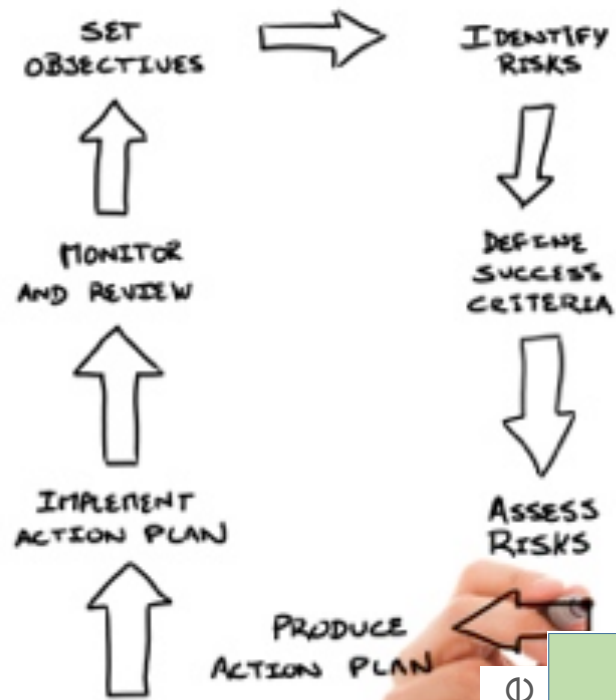 SET
OBJECTIVES
IDENTIFY
RISKS
DEFINE
SUCCESS
CRITERIA
ASSESS
RISKS
PRODUCE
ACTION PLAN
IMPLEMENT
ACTION PLAN
MONITOR
AND REVIEW
e